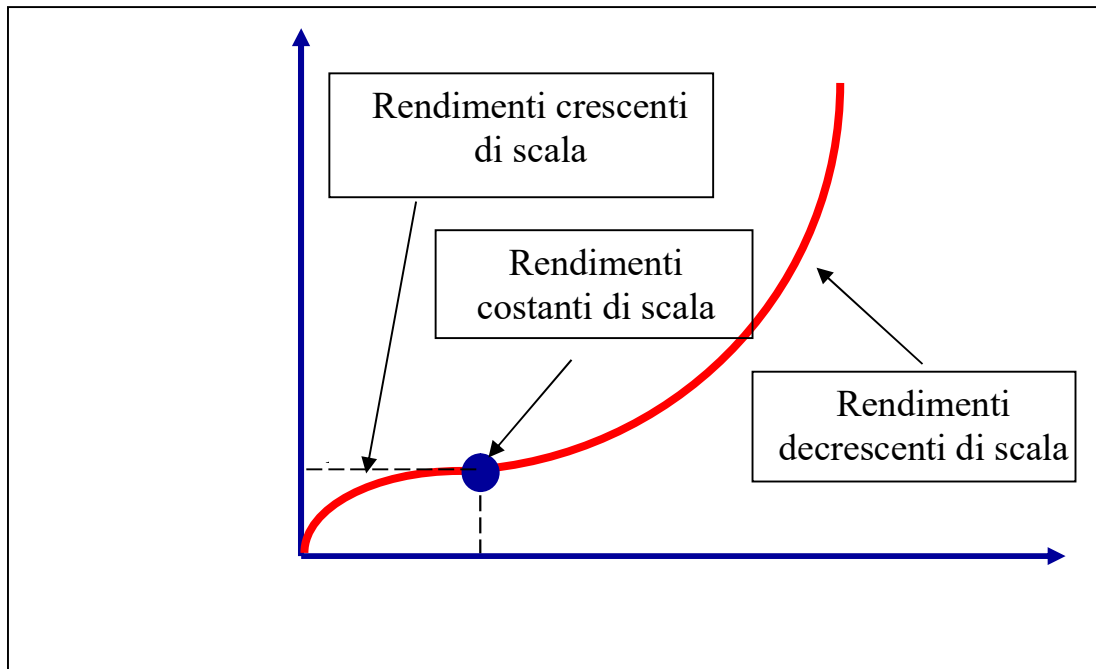 Rendimenti crescenti
di scala
Rendimenti
costanti di scala
Rendimenti
decrescenti di scala